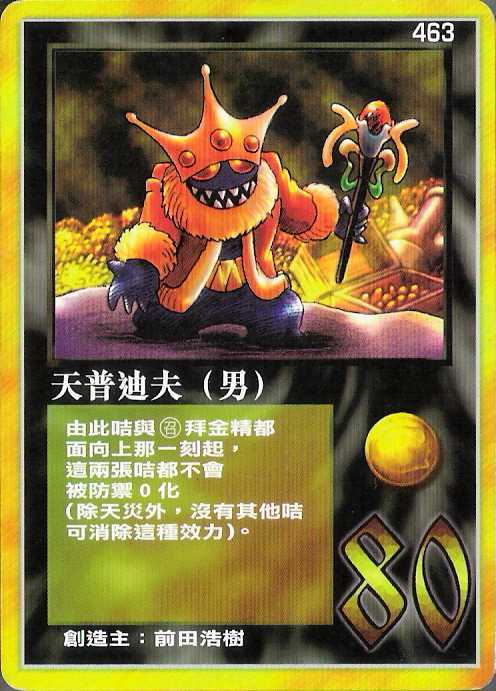 463
天普迪夫（男）
由此咭與㊁拜金精都
面向上那一刻起，
這兩張咭都不會
被防禦０化
(除天災外，沒有其他咭
可消除這種效力)。
80
創造主：前田浩樹